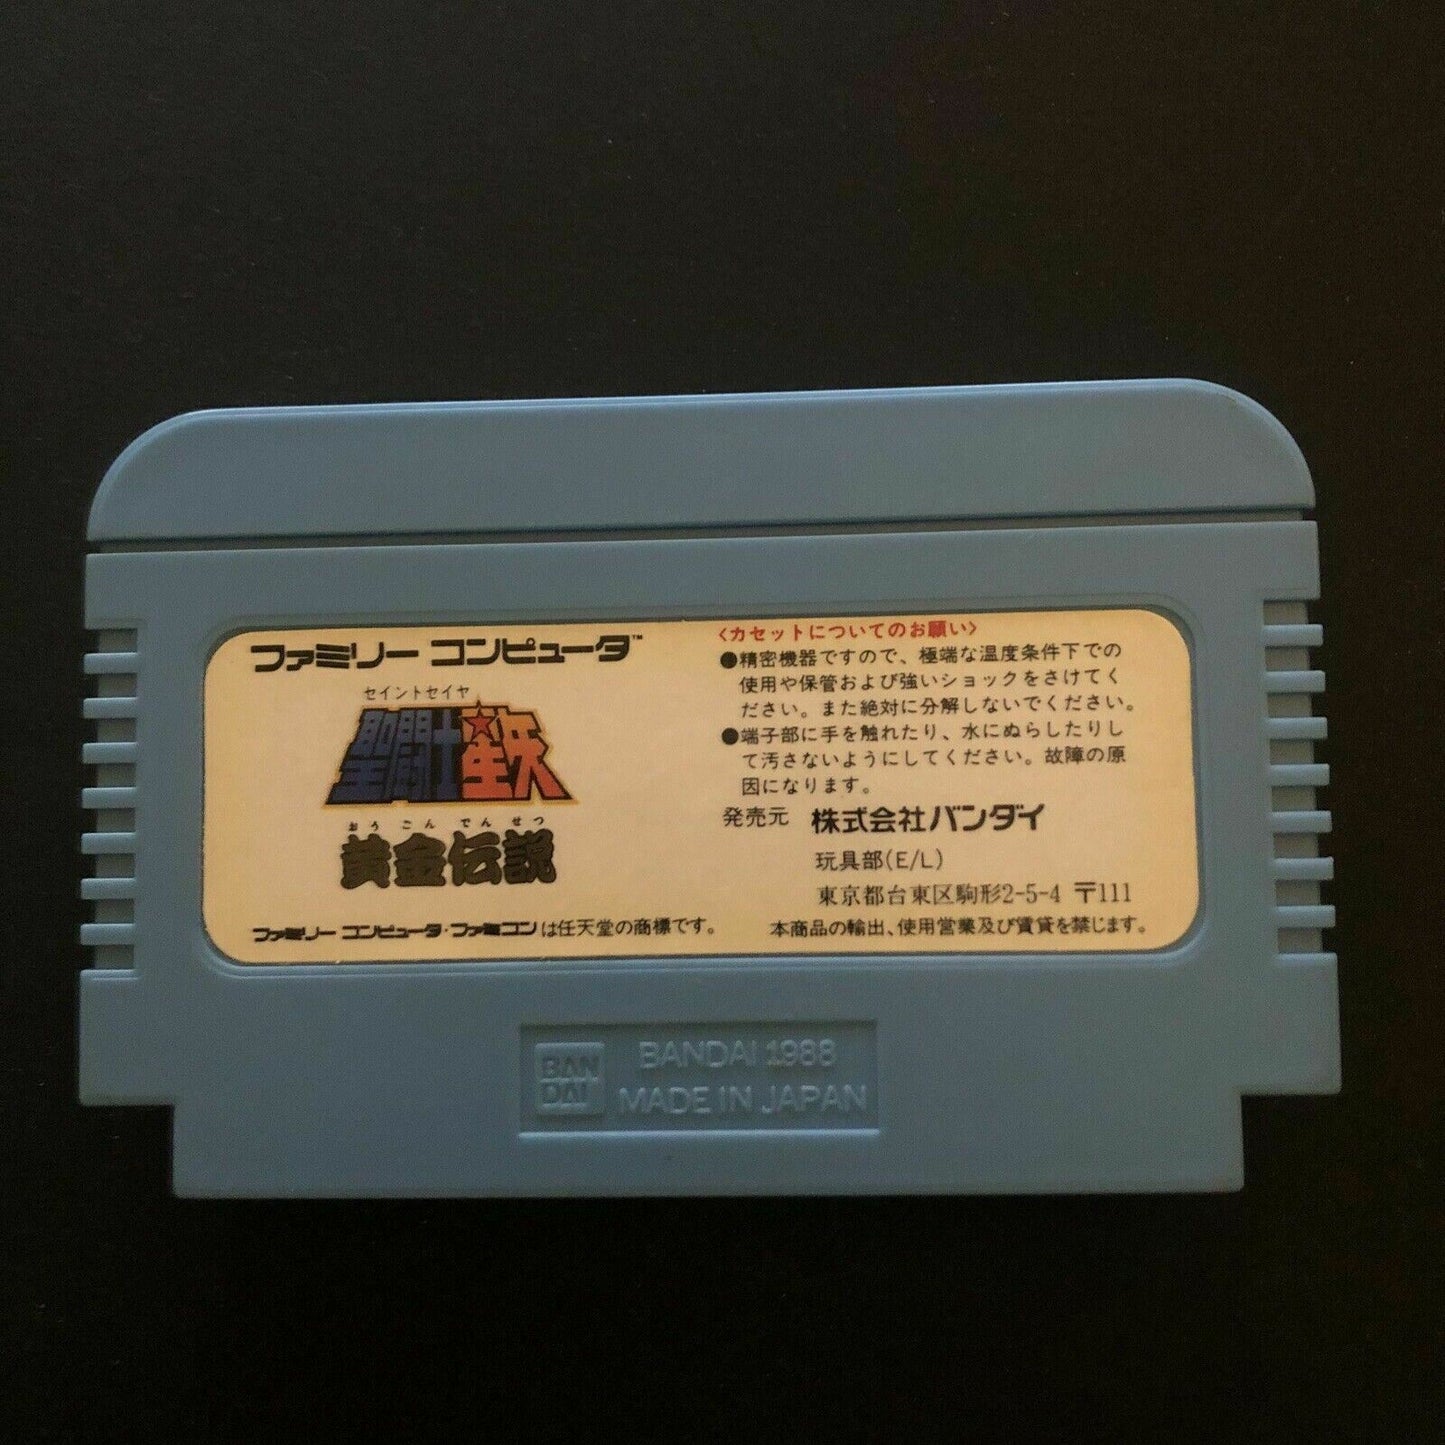 ファミリー コンピュータ™
セイントセイヤ
聖闘士星矢
おうごんでんせつ
黄金伝説
ファミリー コンピュータ・ファミコンは任天堂の商標です。
〈カセットについてのお願い〉
●精密機器ですので、極端な温度条件下での
使用や保管および強いショックをさけてく
ださい。また絶対に分解しないでください。
●端子部に手を触れたり、水にぬらしたりし
て汚さないようにしてください。故障の原
因になります。
発売元 株式会社バンダイ
玩具部(E/L)
東京都台東区駒形2-5-4 〒111
本商品の輸出、使用営業及び賃貸を禁じます。
BAN
DAI
BANDAI 1988
MADE IN JAPAN